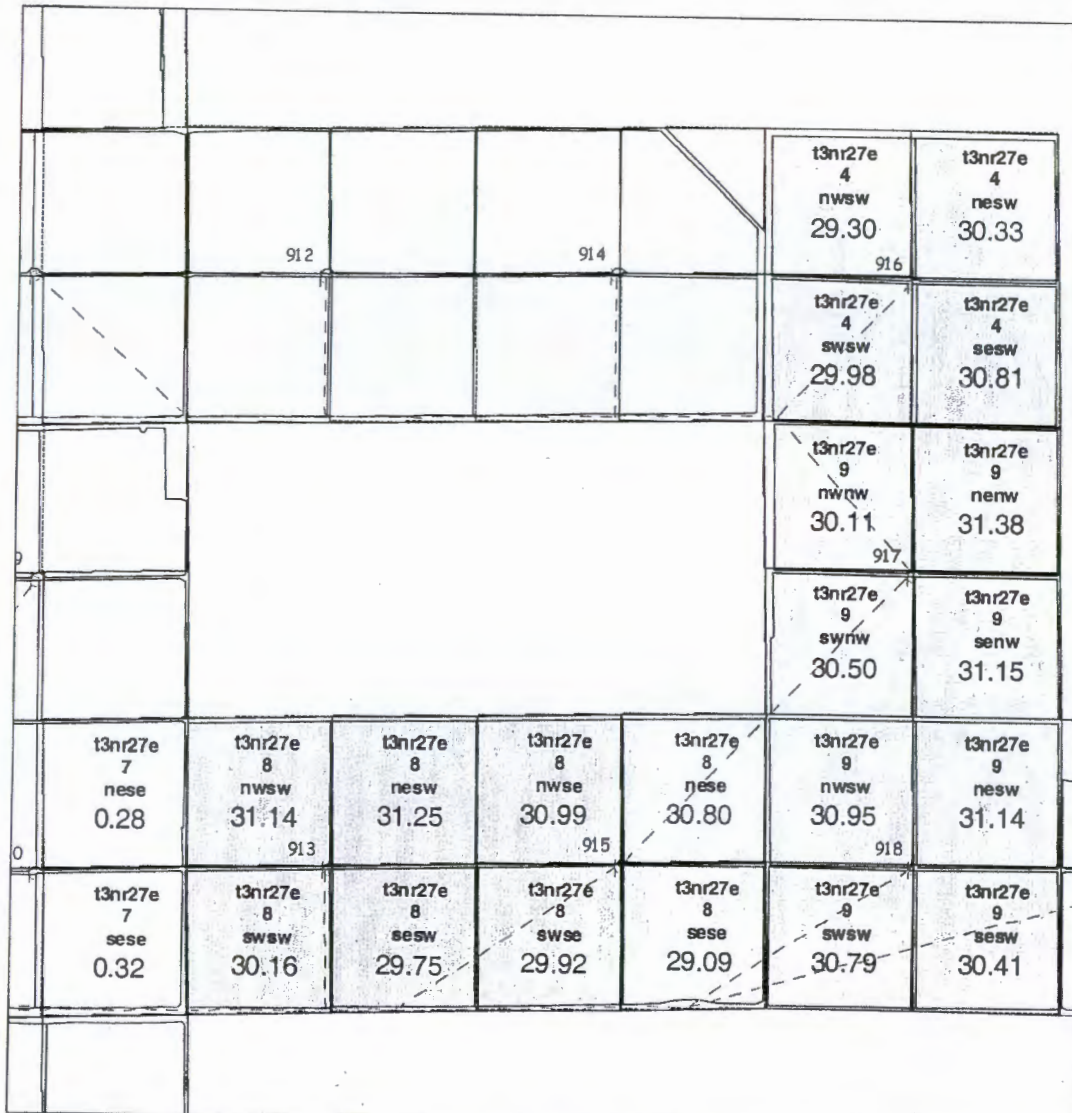 t3nr27e
4
nwsw
29.30
t3nr27e
4
nesw
30.33
912
914
916
t3nr27e
4
swsw
29.98
t3nr27e
4
sesw
30.81
t3nr27e
9
nwnw
30.11
t3nr27e
9
nenw
31.38
9
917
t3nr27e
9
swnw
30.50
t3nr27e
9
senw
31.15
t3nr27e
7
nese
0.28
t3nr27e
8
nwsw
31.14
t3nr27e
8
nesw
31.25
t3nr27e
8
nwse
30.99
t3nr27e
8
nese
30.80
t3nr27e
9
nwsw
30.95
t3nr27e
9
nesw
31.14
0
913
915
918
t3nr27e
7
sese
0.32
t3nr27e
8
swsw
30.16
t3nr27e
8
sesw
29.75
t3nr27e
8
swse
29.92
t3nr27e
8
sese
29.09
t3nr27e
9
swsw
30.79
t3nr27e
9
sesw
30.41